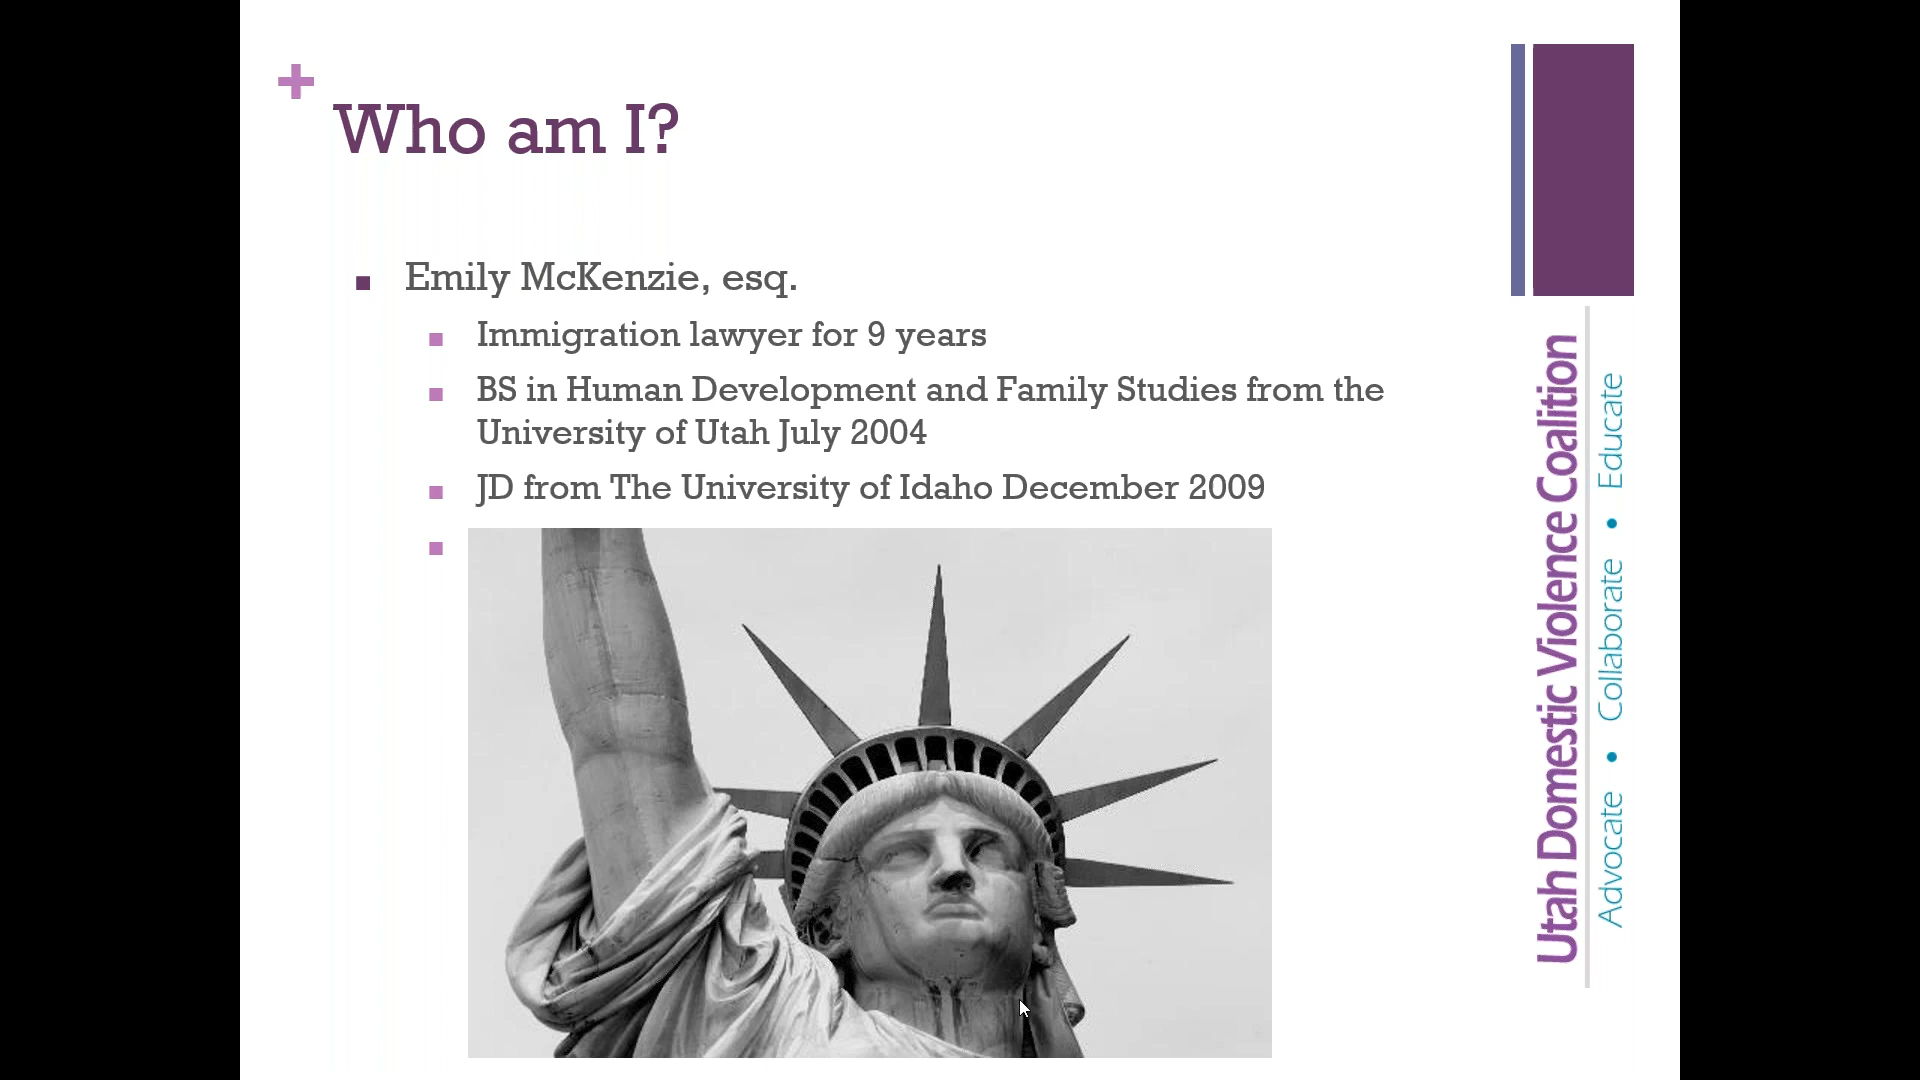 Who am I?
Emily McKenzie, esq.
Immigration lawyer for 9 years
BS in Human Development and Family Studies from the
University of Utah July 2004
JD from The University of Idaho December 2009
Utah Domestic Violence Coalition
Advocate • Collaborate • Educate